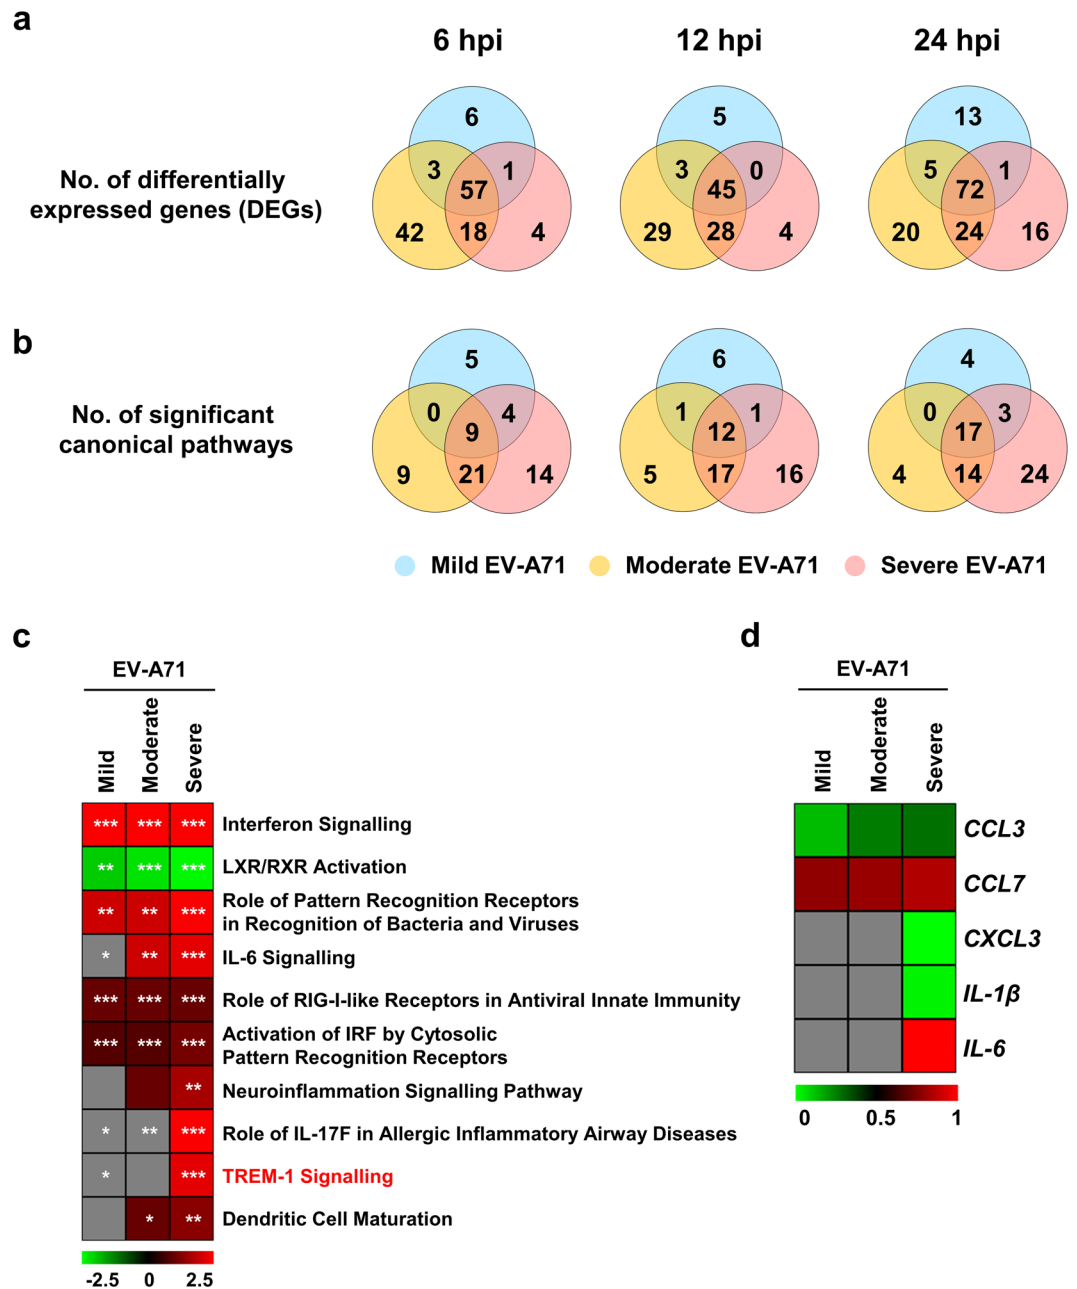 a
6 hpi
12 hpi
24 hpi
No. of differentially
expressed genes (DEGs)
6
3
1
57
42
18
4
5
3
0
45
29
28
4
13
5
1
72
20
24
16
b
No. of significant
canonical pathways
5
0
4
9
9
21
14
6
1
1
12
5
17
16
4
0
3
17
4
14
24
Mild EV-A71
Moderate EV-A71
Severe EV-A71
c
EV-A71
Mild
Moderate
Severe
*** *** *** Interferon Signalling
** *** *** LXR/RXR Activation
** ** *** Role of Pattern Recognition Receptors
in Recognition of Bacteria and Viruses
* ** *** IL-6 Signalling
*** *** *** Role of RIG-I-like Receptors in Antiviral Innate Immunity
*** *** *** Activation of IRF by Cytosolic
Pattern Recognition Receptors
** Neuroinflammation Signalling Pathway
* ** *** Role of IL-17F in Allergic Inflammatory Airway Diseases
* *** TREM-1 Signalling
* ** Dendritic Cell Maturation
-2.5 0 2.5
d
EV-A71
Mild
Moderate
Severe
CCL3
CCL7
CXCL3
IL-1β
IL-6
0 0.5 1